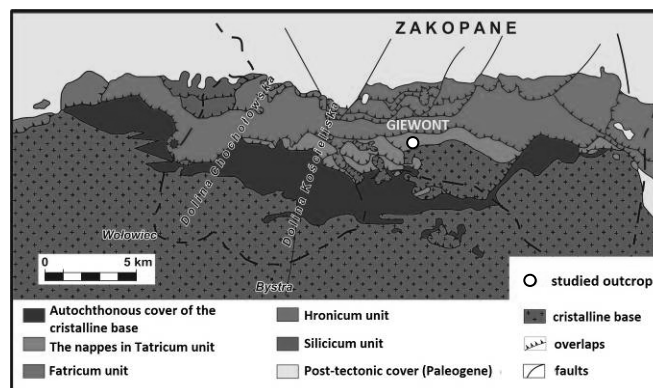 ZAKOPANE
GIEWONT
Dolina Chochołowska
Dolina Kościeliska
Wołowiec
Bystra
0 5 km
studied outcrop
Autochthonous cover of the
cristalline base
The nappes in Tatricum unit
Fatricum unit
Hronicum unit
Silicicum unit
Post-tectonic cover (Paleogene)
cristalline base
overlaps
faults